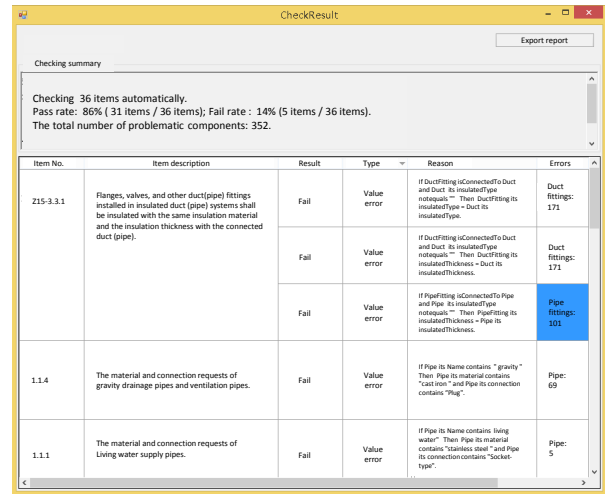 CheckResult
Export report
Checking summary
Checking 36 items automatically.
Pass rate: 86% ( 31 items / 36 items); Fail rate : 14% (5 items / 36 items).
The total number of problematic components: 352.
Item No.
Item description
Result
Type
Reason
Errors
Z15-3.3.1
Flanges, valves, and other duct(pipe) fittings
installed in insulated duct (pipe) systems shall
be insulated with the same insulation material
and the insulation thickness with the connected
duct (pipe).
Fail
Value
error
If DuctFitting isConnectedTo Duct
and Duct its insulatedType
notequals "" Then DuctFitting its
insulatedType = Duct its
insulatedType.
Duct
fittings:
171
Fail
Value
error
If DuctFitting isConnectedTo Duct
and Duct its insulatedType
notequals "" Then DuctFitting its
insulatedThickness = Duct its
insulatedThickness.
Duct
fittings:
171
Fail
Value
error
If PipeFitting isConnectedTo Pipe
and Pipe its insulatedType
notequals "" Then PipeFitting its
insulatedThickness = Pipe its
insulatedThickness.
Pipe
fittings:
101
1.1.4
The material and connection requests of
gravity drainage pipes and ventilation pipes.
Fail
Value
error
If Pipe its Name contains " gravity "
Then Pipe its material contains
"cast iron " and Pipe its connection
contains "Plug".
Pipe:
69
1.1.1
The material and connection requests of
Living water supply pipes.
Fail
Value
error
If Pipe its Name contains living
water" Then Pipe its material
contains "stainless steel " and Pipe
its connection contains "Socket-
type".
Pipe:
5